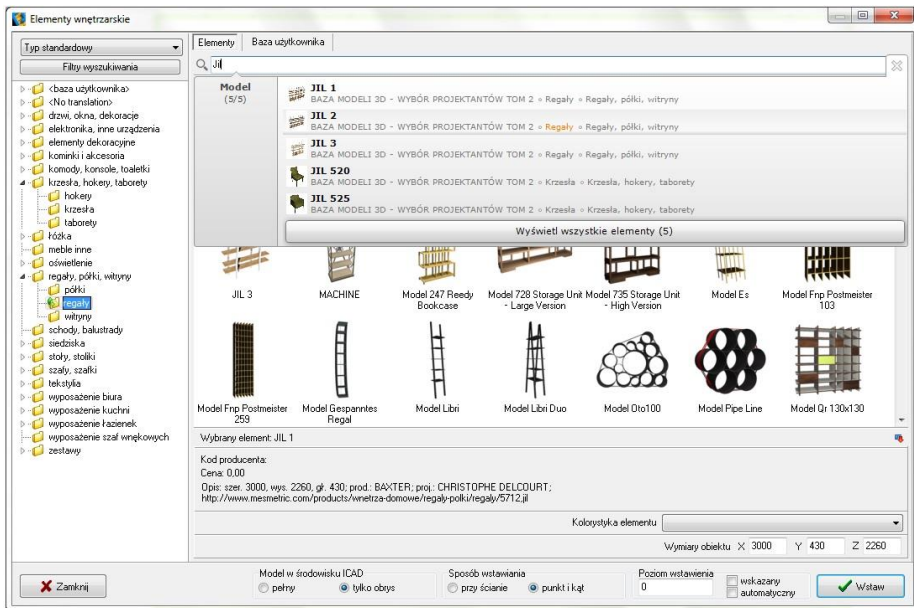 Elementy wnętrzarskie
Typ standardowy
Filtry wyszukiwania
<baza użytkownika>
<No translation>
drzwi, okna, dekoracje
elektronika, inne urządzenia
elementy dekoracyjne
kominki i akcesoria
komody, konsole, toaletki
krzesła, hokery, taborety
hokery
krzesła
taborety
łóżka
meble inne
oświetlenie
regały, półki, witryny
półki
regały
witryny
schody, balustrady
siedziska
stoły, stoliki
szafy, szafki
tekstylia
wyposażenie biura
wyposażenie kuchni
wyposażenie łazienek
wyposażenie szaf wnękowych
zestawy
Elementy Baza użytkownika
Jil
Model
(5/5)
JIL 1
BAZA MODELI 3D - WYBÓR PROJEKTANTÓW TOM 2 » Regały » Regały, półki, witryny
JIL 2
BAZA MODELI 3D - WYBÓR PROJEKTANTÓW TOM 2 » Regały » Regały, półki, witryny
JIL 3
BAZA MODELI 3D - WYBÓR PROJEKTANTÓW TOM 2 » Regały » Regały, półki, witryny
JIL 520
BAZA MODELI 3D - WYBÓR PROJEKTANTÓW TOM 2 » Krzesła » Krzesła, hokery, taborety
JIL 525
BAZA MODELI 3D - WYBÓR PROJEKTANTÓW TOM 2 » Krzesła » Krzesła, hokery, taborety
Wyświetl wszystkie elementy (5)
JIL 3
MACHINE
Model 247 Reedy
Bookcase
Model 728 Storage Unit
- Large Version
Model 735 Storage Unit
- High Version
Model Es
Model Fnp Postmeister
103
Model Fnp Postmeister
259
Model Gespanntes
Regal
Model Libri
Model Libri Duo
Model Oto100
Model Pipe Line
Model Qr 130x130
Wybrany element: JIL 1
Kod producenta:
Cena: 0,00
Opis: szer. 3000, wys. 2260, gł. 430; prod.: BAXTER; proj.: CHRISTOPHE DELCOURT;
http://www.mesmetric.com/products/wnetrza-domowe/regaly-polki/regaly/5712,jil
Kolorystyka elementu
Wymiary obiektu X 3000 Y 430 Z 2260
Zamknij
Model w środowisku ICAD
pełny tylko obrys
Sposób wstawiania
przy ścianie punkt i kąt
Poziom wstawienia
0
wskazany
automatyczny
Wstaw